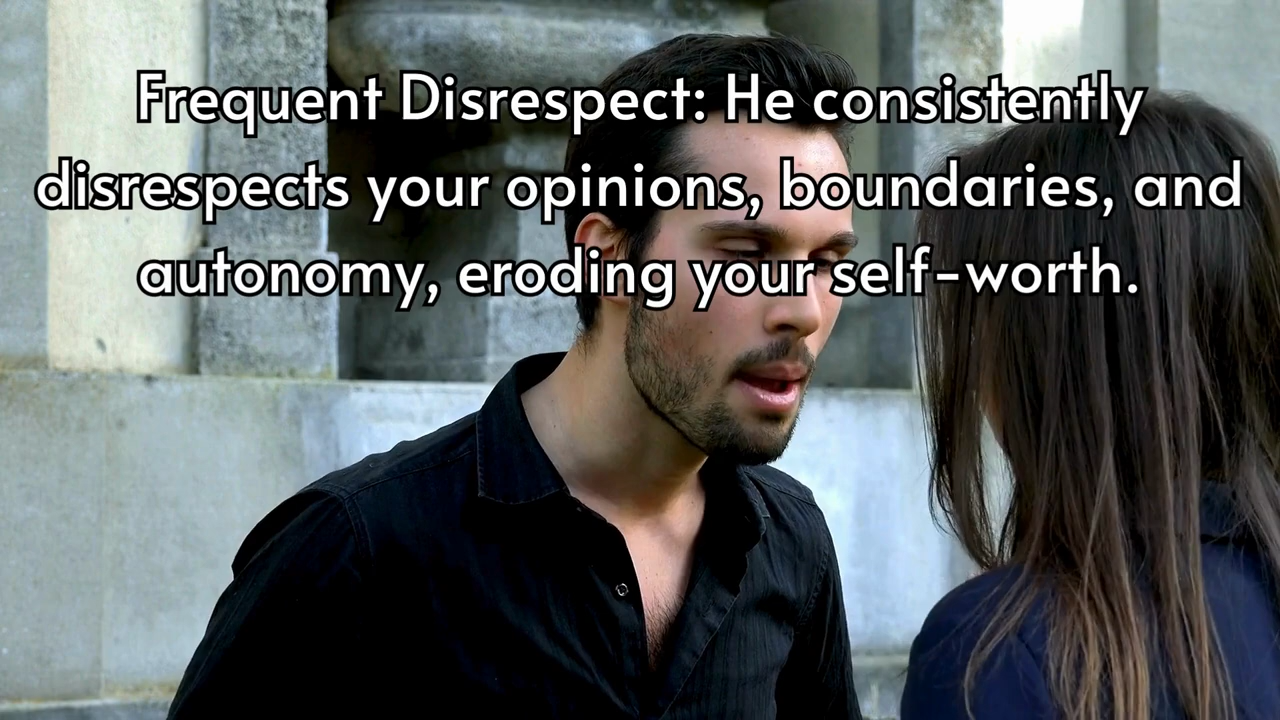 Frequent Disrespect: He consistently
disrespects your opinions, boundaries, and
autonomy, eroding your self-worth.